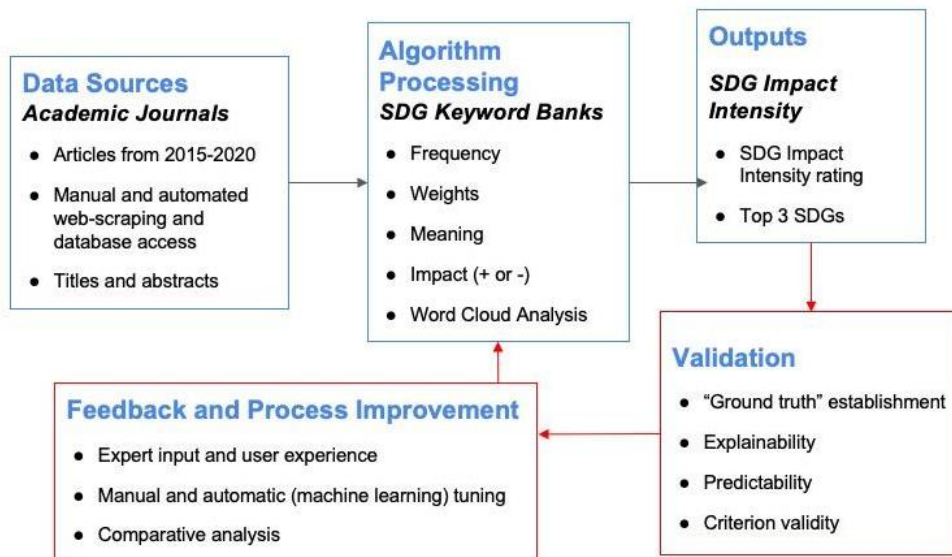 Data Sources
Academic Journals
● Articles from 2015-2020
● Manual and automated
web-scraping and
database access
● Titles and abstracts
Algorithm
Processing
SDG Keyword Banks
● Frequency
● Weights
● Meaning
● Impact (+ or -)
● Word Cloud Analysis
Outputs
SDG Impact
Intensity
● SDG Impact
Intensity rating
● Top 3 SDGs
Validation
● “Ground truth” establishment
● Explainability
● Predictability
● Criterion validity
Feedback and Process Improvement
● Expert input and user experience
● Manual and automatic (machine learning) tuning
● Comparative analysis